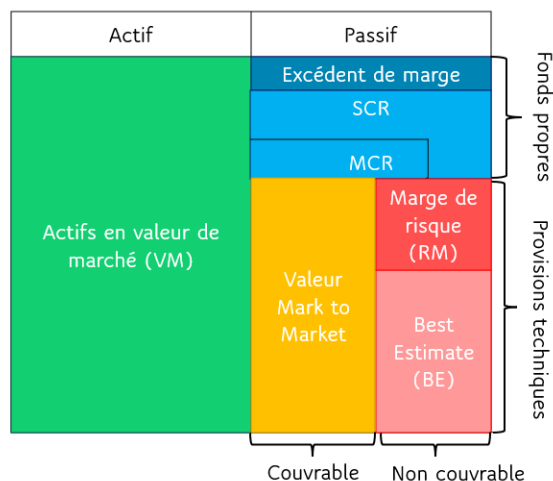 Actif
Passif
Excédent de marge
SCR
MCR
Fonds propres
Actifs en valeur de
marché (VM)
Valeur
Mark to
Market
Marge de
risque
(RM)
Best
Estimate
(BE)
Provisions techniques
Couvrable
Non couvrable